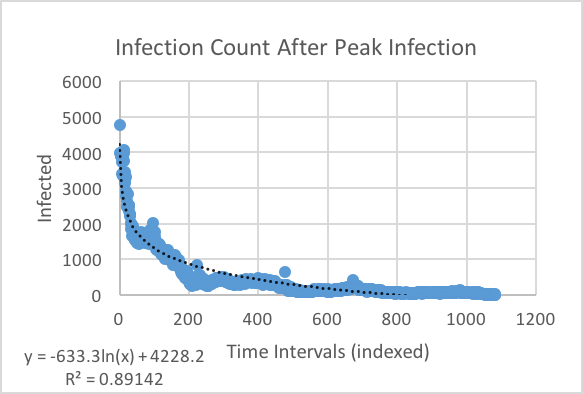 Infection Count After Peak Infection
6000
5000
4000
3000
2000
1000
0
Infected
0 200 400 600 800 1000 1200
Time Intervals (indexed)
y = -633.3ln(x) + 4228.2
R² = 0.89142